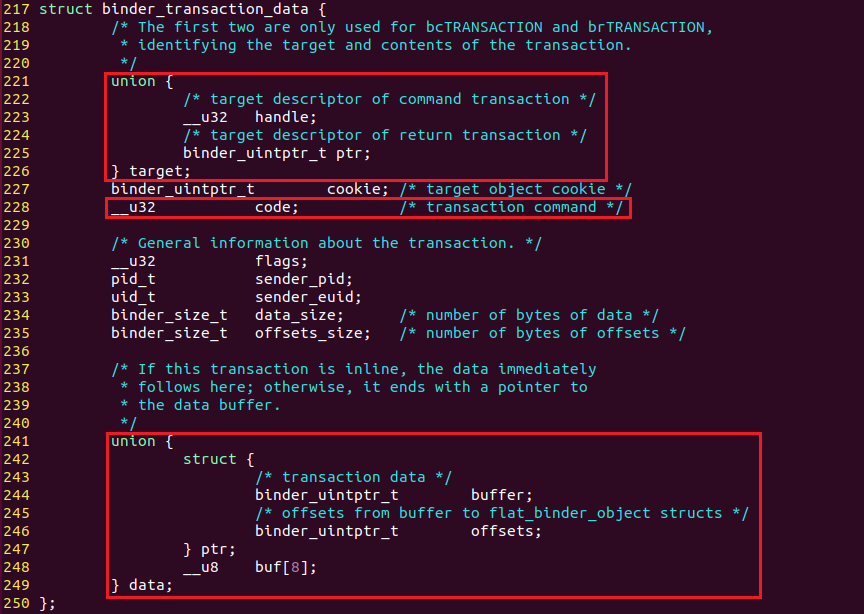 217 struct binder_transaction_data {
218         /* The first two are only used for bcTRANSACTION and brTRANSACTION,
219          * identifying the target and contents of the transaction.
220          */
221         union {
222                 /* target descriptor of command transaction */
223                 __u32   handle;
224                 /* target descriptor of return transaction */
225                 binder_uintptr_t ptr;
226         } target;
227         binder_uintptr_t        cookie; /* target object cookie */
228         __u32           code;           /* transaction command */
229
230         /* General information about the transaction. */
231         __u32           flags;
232         pid_t           sender_pid;
233         uid_t           sender_euid;
234         binder_size_t   data_size;      /* number of bytes of data */
235         binder_size_t   offsets_size;   /* number of bytes of offsets */
236
237         /* If this transaction is inline, the data immediately
238          * follows here; otherwise, it ends with a pointer to
239          * the data buffer.
240          */
241         union {
242                 struct {
243                         /* transaction data */
244                         binder_uintptr_t        buffer;
245                         /* offsets from buffer to flat_binder_object structs */
246                         binder_uintptr_t        offsets;
247                 } ptr;
248                 __u8    buf[8];
249         } data;
250 };